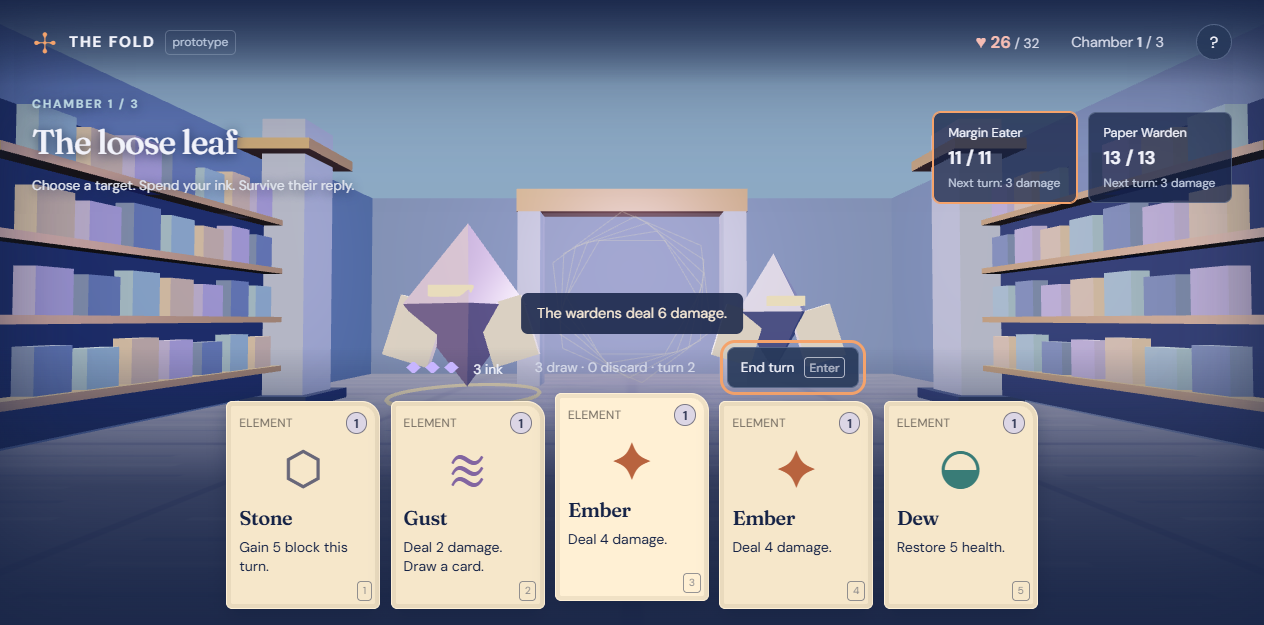 THE FOLD prototype
♥ 26 / 32
Chamber 1 / 3
?
CHAMBER 1 / 3
The loose leaf
Choose a target. Spend your ink. Survive their reply.
Margin Eater
11 / 11
Next turn: 3 damage
Paper Warden
13 / 13
Next turn: 3 damage
The wardens deal 6 damage.
3 ink
3 draw · 0 discard · turn 2
End turn Enter
ELEMENT 1
Stone
Gain 5 block this
turn.
1
ELEMENT 1
Gust
Deal 2 damage.
Draw a card.
2
ELEMENT 1
Ember
Deal 4 damage.
3
ELEMENT 1
Ember
Deal 4 damage.
4
ELEMENT 1
Dew
Restore 5 health.
5